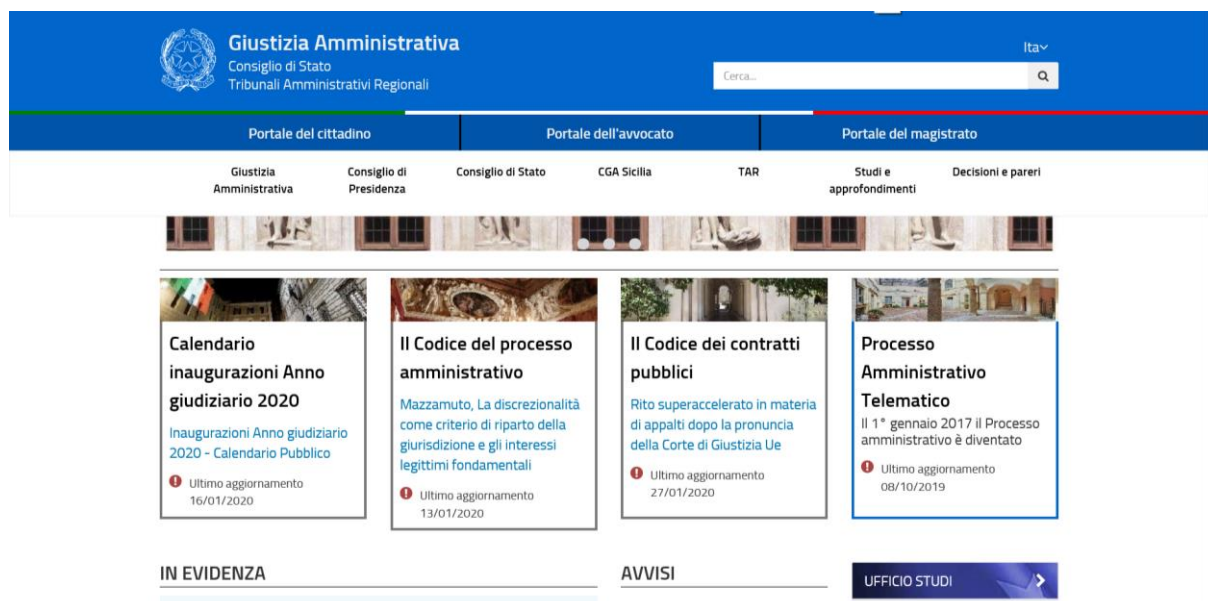 Giustizia Amministrativa
Consiglio di Stato
Tribunali Amministrativi Regionali
Ita
Cerca...
Portale del cittadino
Portale dell'avvocato
Portale del magistrato
Giustizia
Amministrativa
Consiglio di
Presidenza
Consiglio di Stato
CGA Sicilia
TAR
Studi e
approfondimenti
Decisioni e pareri
Calendario
inaugurazioni Anno
giudiziario 2020
Inaugurazioni Anno giudiziario
2020 - Calendario Pubblico
Ultimo aggiornamento
16/01/2020
Il Codice del processo
amministrativo
Mazzamuto, La discrezionalità
come criterio di riparto della
giurisdizione e gli interessi
legittimi fondamentali
Ultimo aggiornamento
13/01/2020
Il Codice dei contratti
pubblici
Rito superaccelerato in materia
di appalti dopo la pronuncia
della Corte di Giustizia Ue
Ultimo aggiornamento
27/01/2020
Processo
Amministrativo
Telematico
Il 1° gennaio 2017 il Processo
amministrativo è diventato
Ultimo aggiornamento
08/10/2019
IN EVIDENZA
AVVISI
UFFICIO STUDI